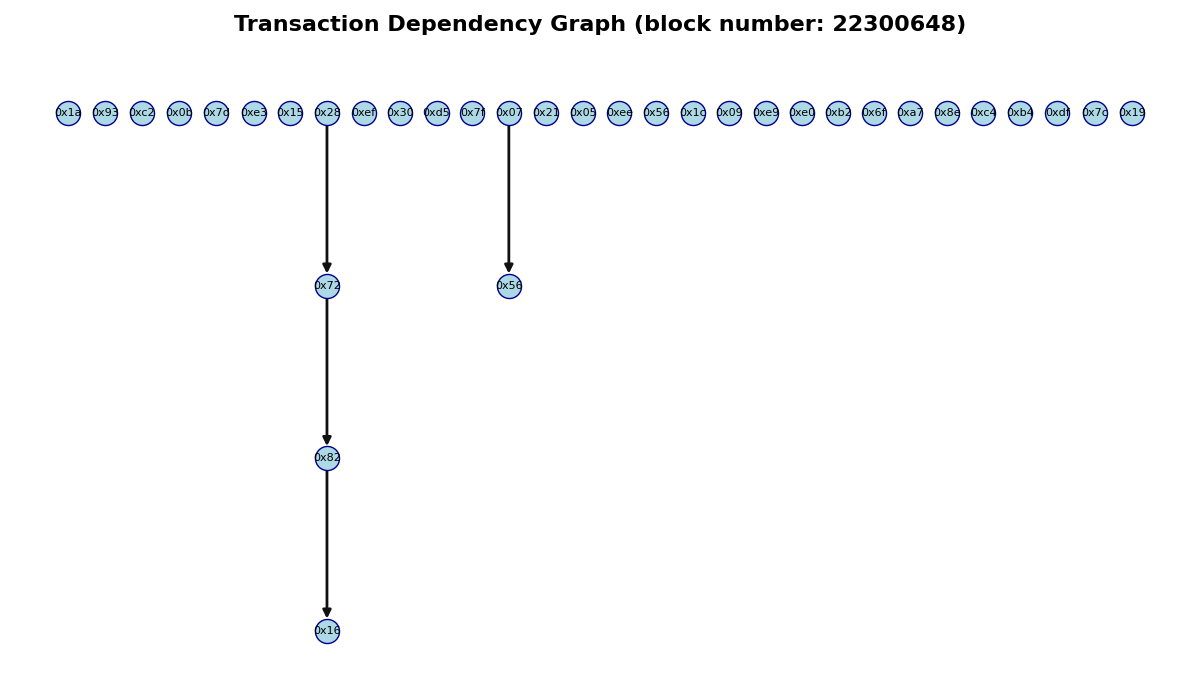 Transaction Dependency Graph (block number: 22300648)
0x1a 0x93 0xc2 0x0b 0x7d 0xe3 0x15 0x28 0xef 0x30 0xd5 0x7f 0x07 0x21 0x05 0xee 0x56 0x1c 0x09 0xe9 0xe0 0xb2 0x6f 0xa7 0x8e 0xc4 0xb4 0xdf 0x7c 0x19
0x72 0x56
0x82
0x16